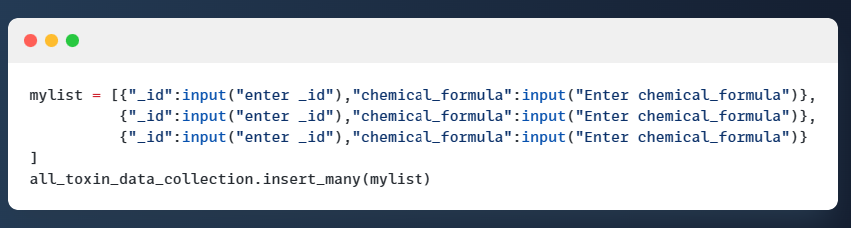 mylist = [{"_id":input("enter _id"),"chemical_formula":input("Enter chemical_formula")},
{"_id":input("enter _id"),"chemical_formula":input("Enter chemical_formula")},
{"_id":input("enter _id"),"chemical_formula":input("Enter chemical_formula")}
]
all_toxin_data_collection.insert_many(mylist)